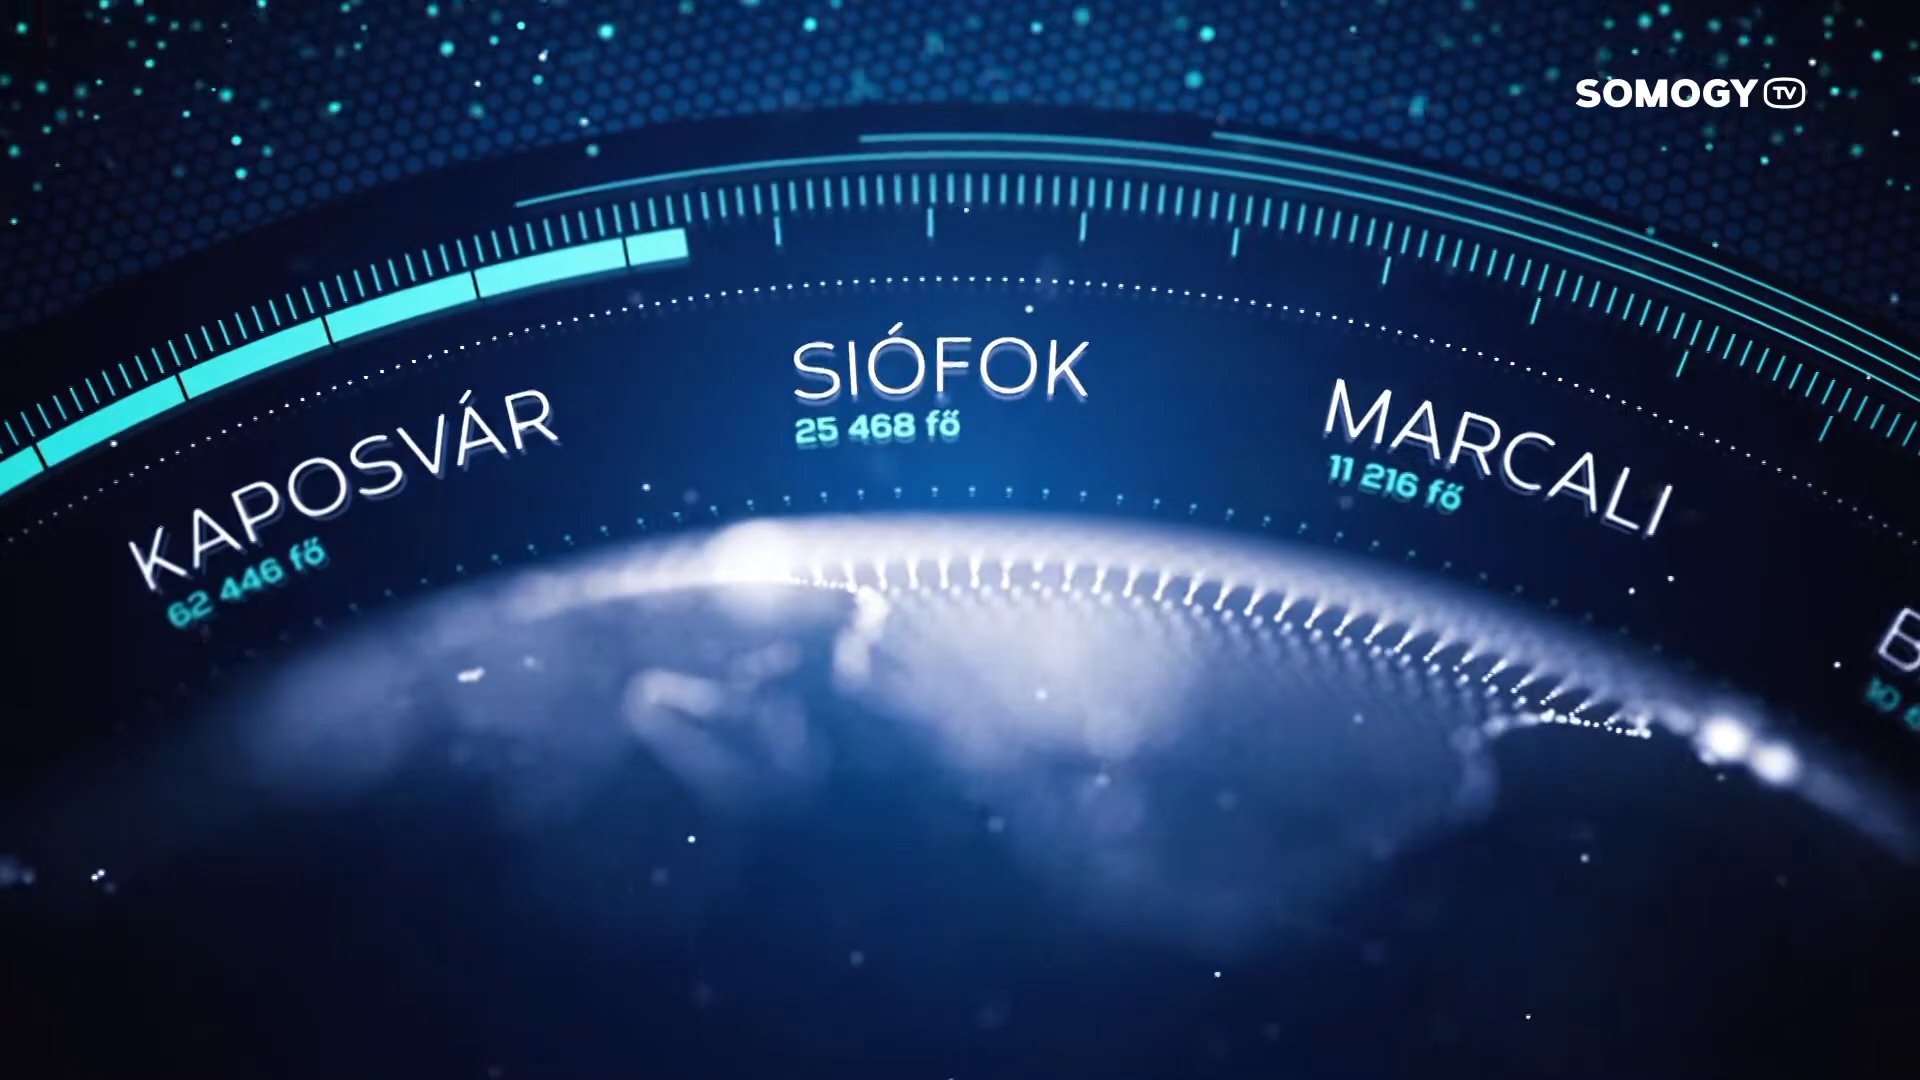 SOMOGY TV
KAPOSVÁR
62 446 fő
SIÓFOK
25 468 fő
MARCALI
11 216 fő